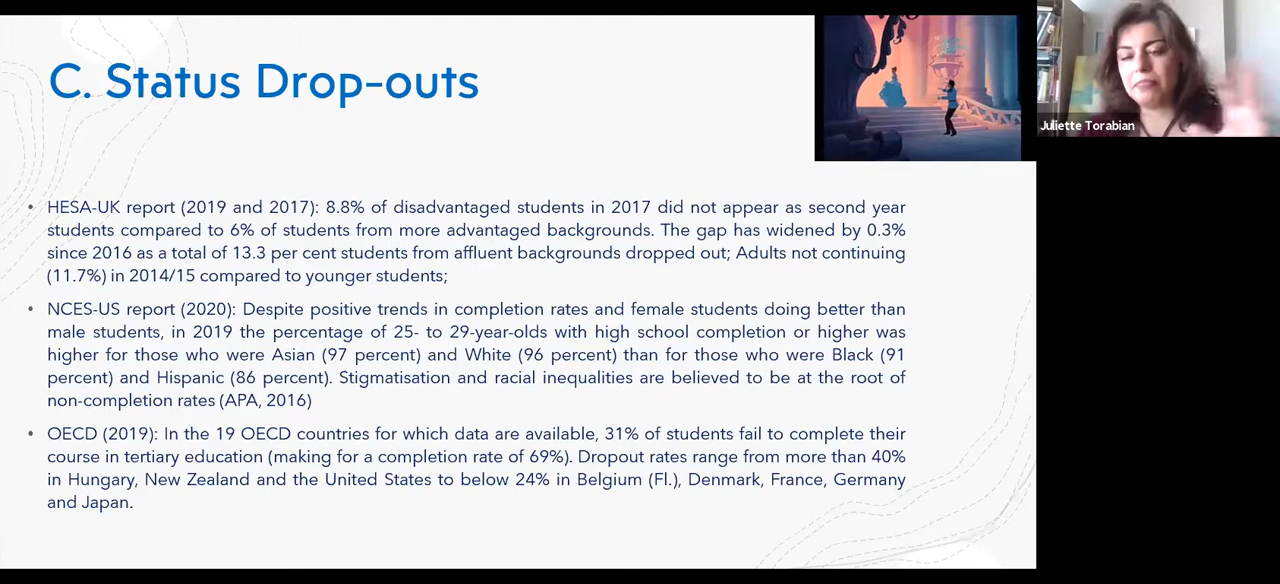 C. Status Drop-outs
Juliette Torabian
• HESA-UK report (2019 and 2017): 8.8% of disadvantaged students in 2017 did not appear as second year
students compared to 6% of students from more advantaged backgrounds. The gap has widened by 0.3%
since 2016 as a total of 13.3 per cent students from affluent backgrounds dropped out; Adults not continuing
(11.7%) in 2014/15 compared to younger students;
• NCES-US report (2020): Despite positive trends in completion rates and female students doing better than
male students, in 2019 the percentage of 25- to 29-year-olds with high school completion or higher was
higher for those who were Asian (97 percent) and White (96 percent) than for those who were Black (91
percent) and Hispanic (86 percent). Stigmatisation and racial inequalities are believed to be at the root of
non-completion rates (APA, 2016)
• OECD (2019): In the 19 OECD countries for which data are available, 31% of students fail to complete their
course in tertiary education (making for a completion rate of 69%). Dropout rates range from more than 40%
in Hungary, New Zealand and the United States to below 24% in Belgium (Fl.), Denmark, France, Germany
and Japan.